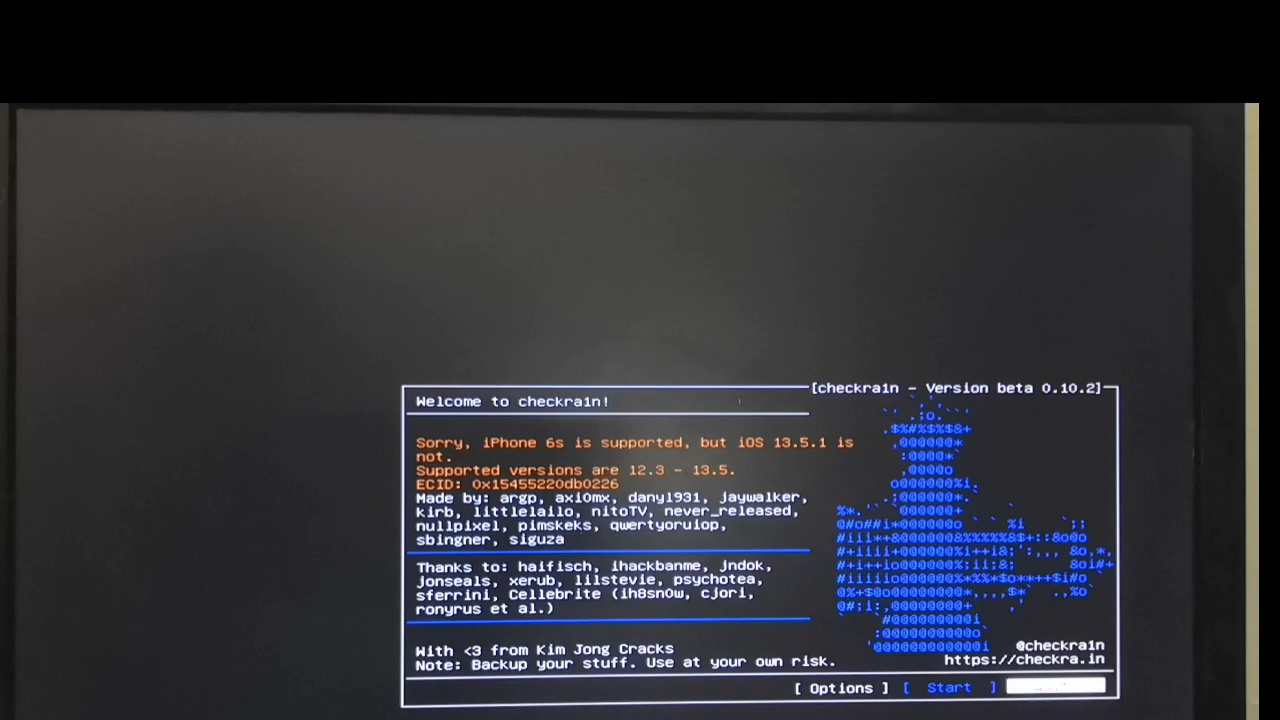 [checkra1n - Version beta 0.10.2]
Welcome to checkra1n!
Sorry, iPhone 6s is supported, but iOS 13.5.1 is
not.
Supported versions are 12.3 - 13.5.
ECID: 0x15455220db0226
Made by: argp, axi0mx, danyl931, jaywalker,
kirb, littlelailo, nitoTV, never_released,
nullpixel, pimskeks, qwertyoruiop,
sbingner, siguza
Thanks to: haifisch, ihackbanme, jndok,
jonseals, xerub, lilstevie, psychotea,
sferrini, Cellebrite (ih8sn0w, cjori,
ronyrus et al.)
With <3 from Kim Jong Cracks
Note: Backup your stuff. Use at your own risk.
@checkra1n
https://checkra.in
[ Options ] [ Start ]